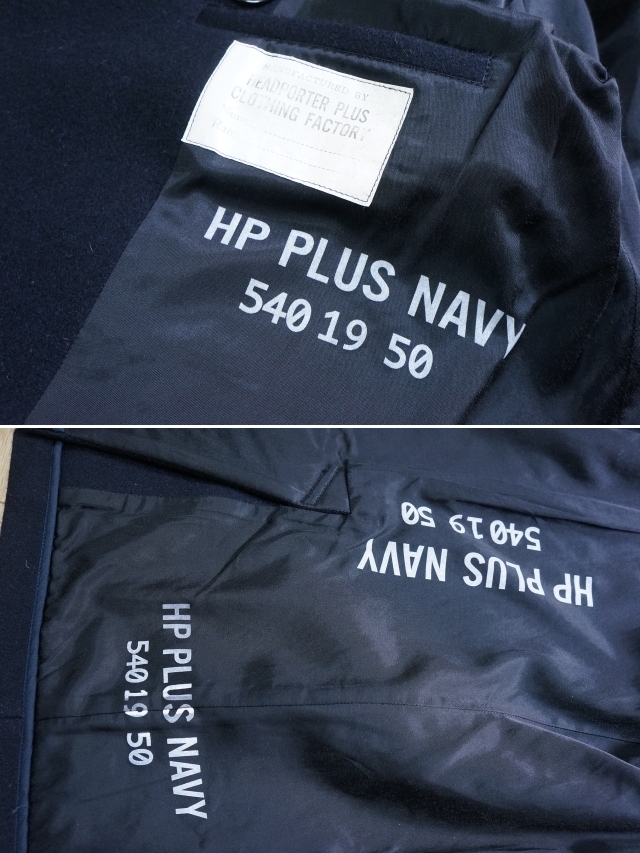 MANUFACTURED BY
HEADPORTER PLUS
CLOTHING FACTORY
HP PLUS NAVY
540 19 50
HP PLUS NAVY
540 19 50
HP PLUS NAVY
540 19 50